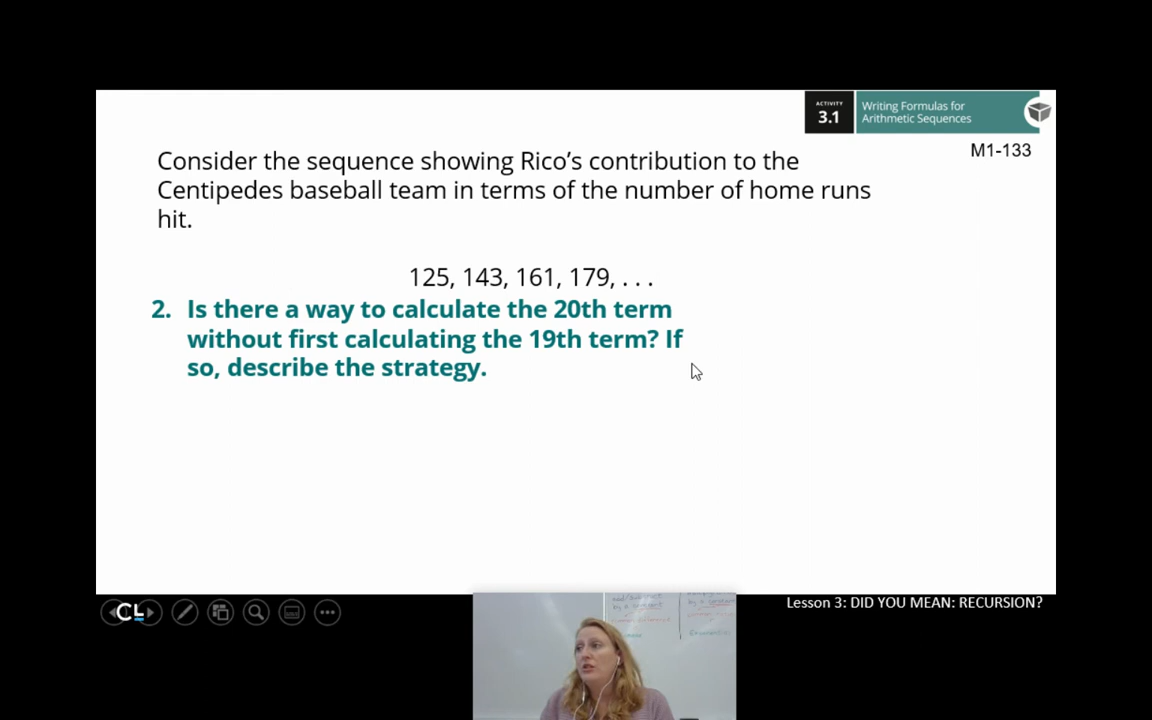 ACTIVITY
3.1
Writing Formulas for
Arithmetic Sequences
M1-133
Consider the sequence showing Rico's contribution to the
Centipedes baseball team in terms of the number of home runs
hit.
125, 143, 161, 179, . . .
2. Is there a way to calculate the 20th term
without first calculating the 19th term? If
so, describe the strategy.
CL
Lesson 3: DID YOU MEAN: RECURSION?
by a constant